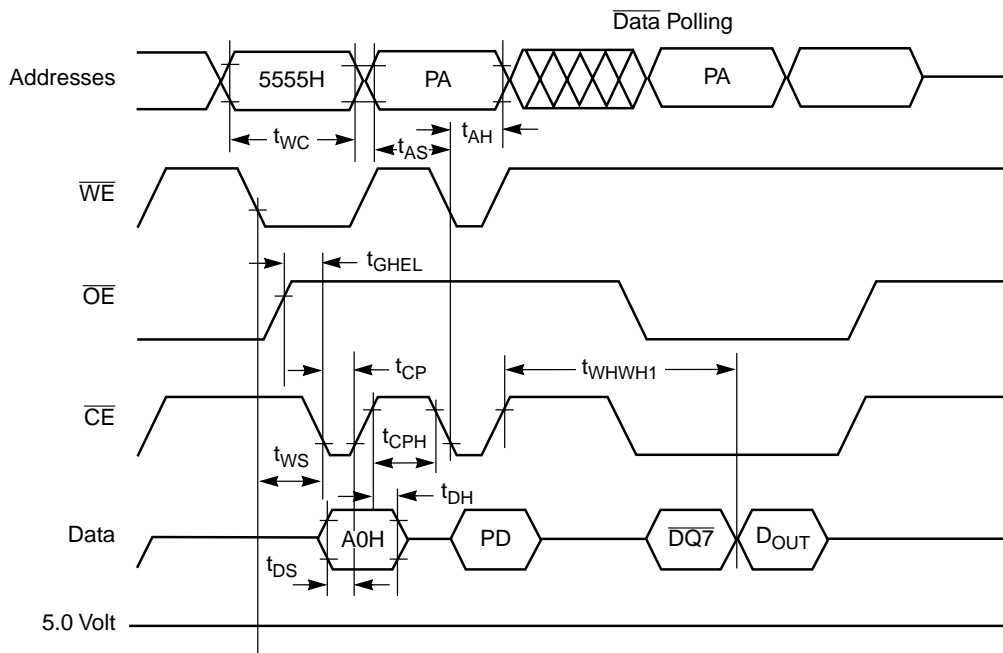 Data Polling
Addresses
5555H
PA
PA
tWC
tAS
tAH
WE
tGHEL
OE
tCP
tWHWH1
CE
tCPH
tWS
tDH
Data
A0H
PD
DQ7
DOUT
tDS
5.0 Volt